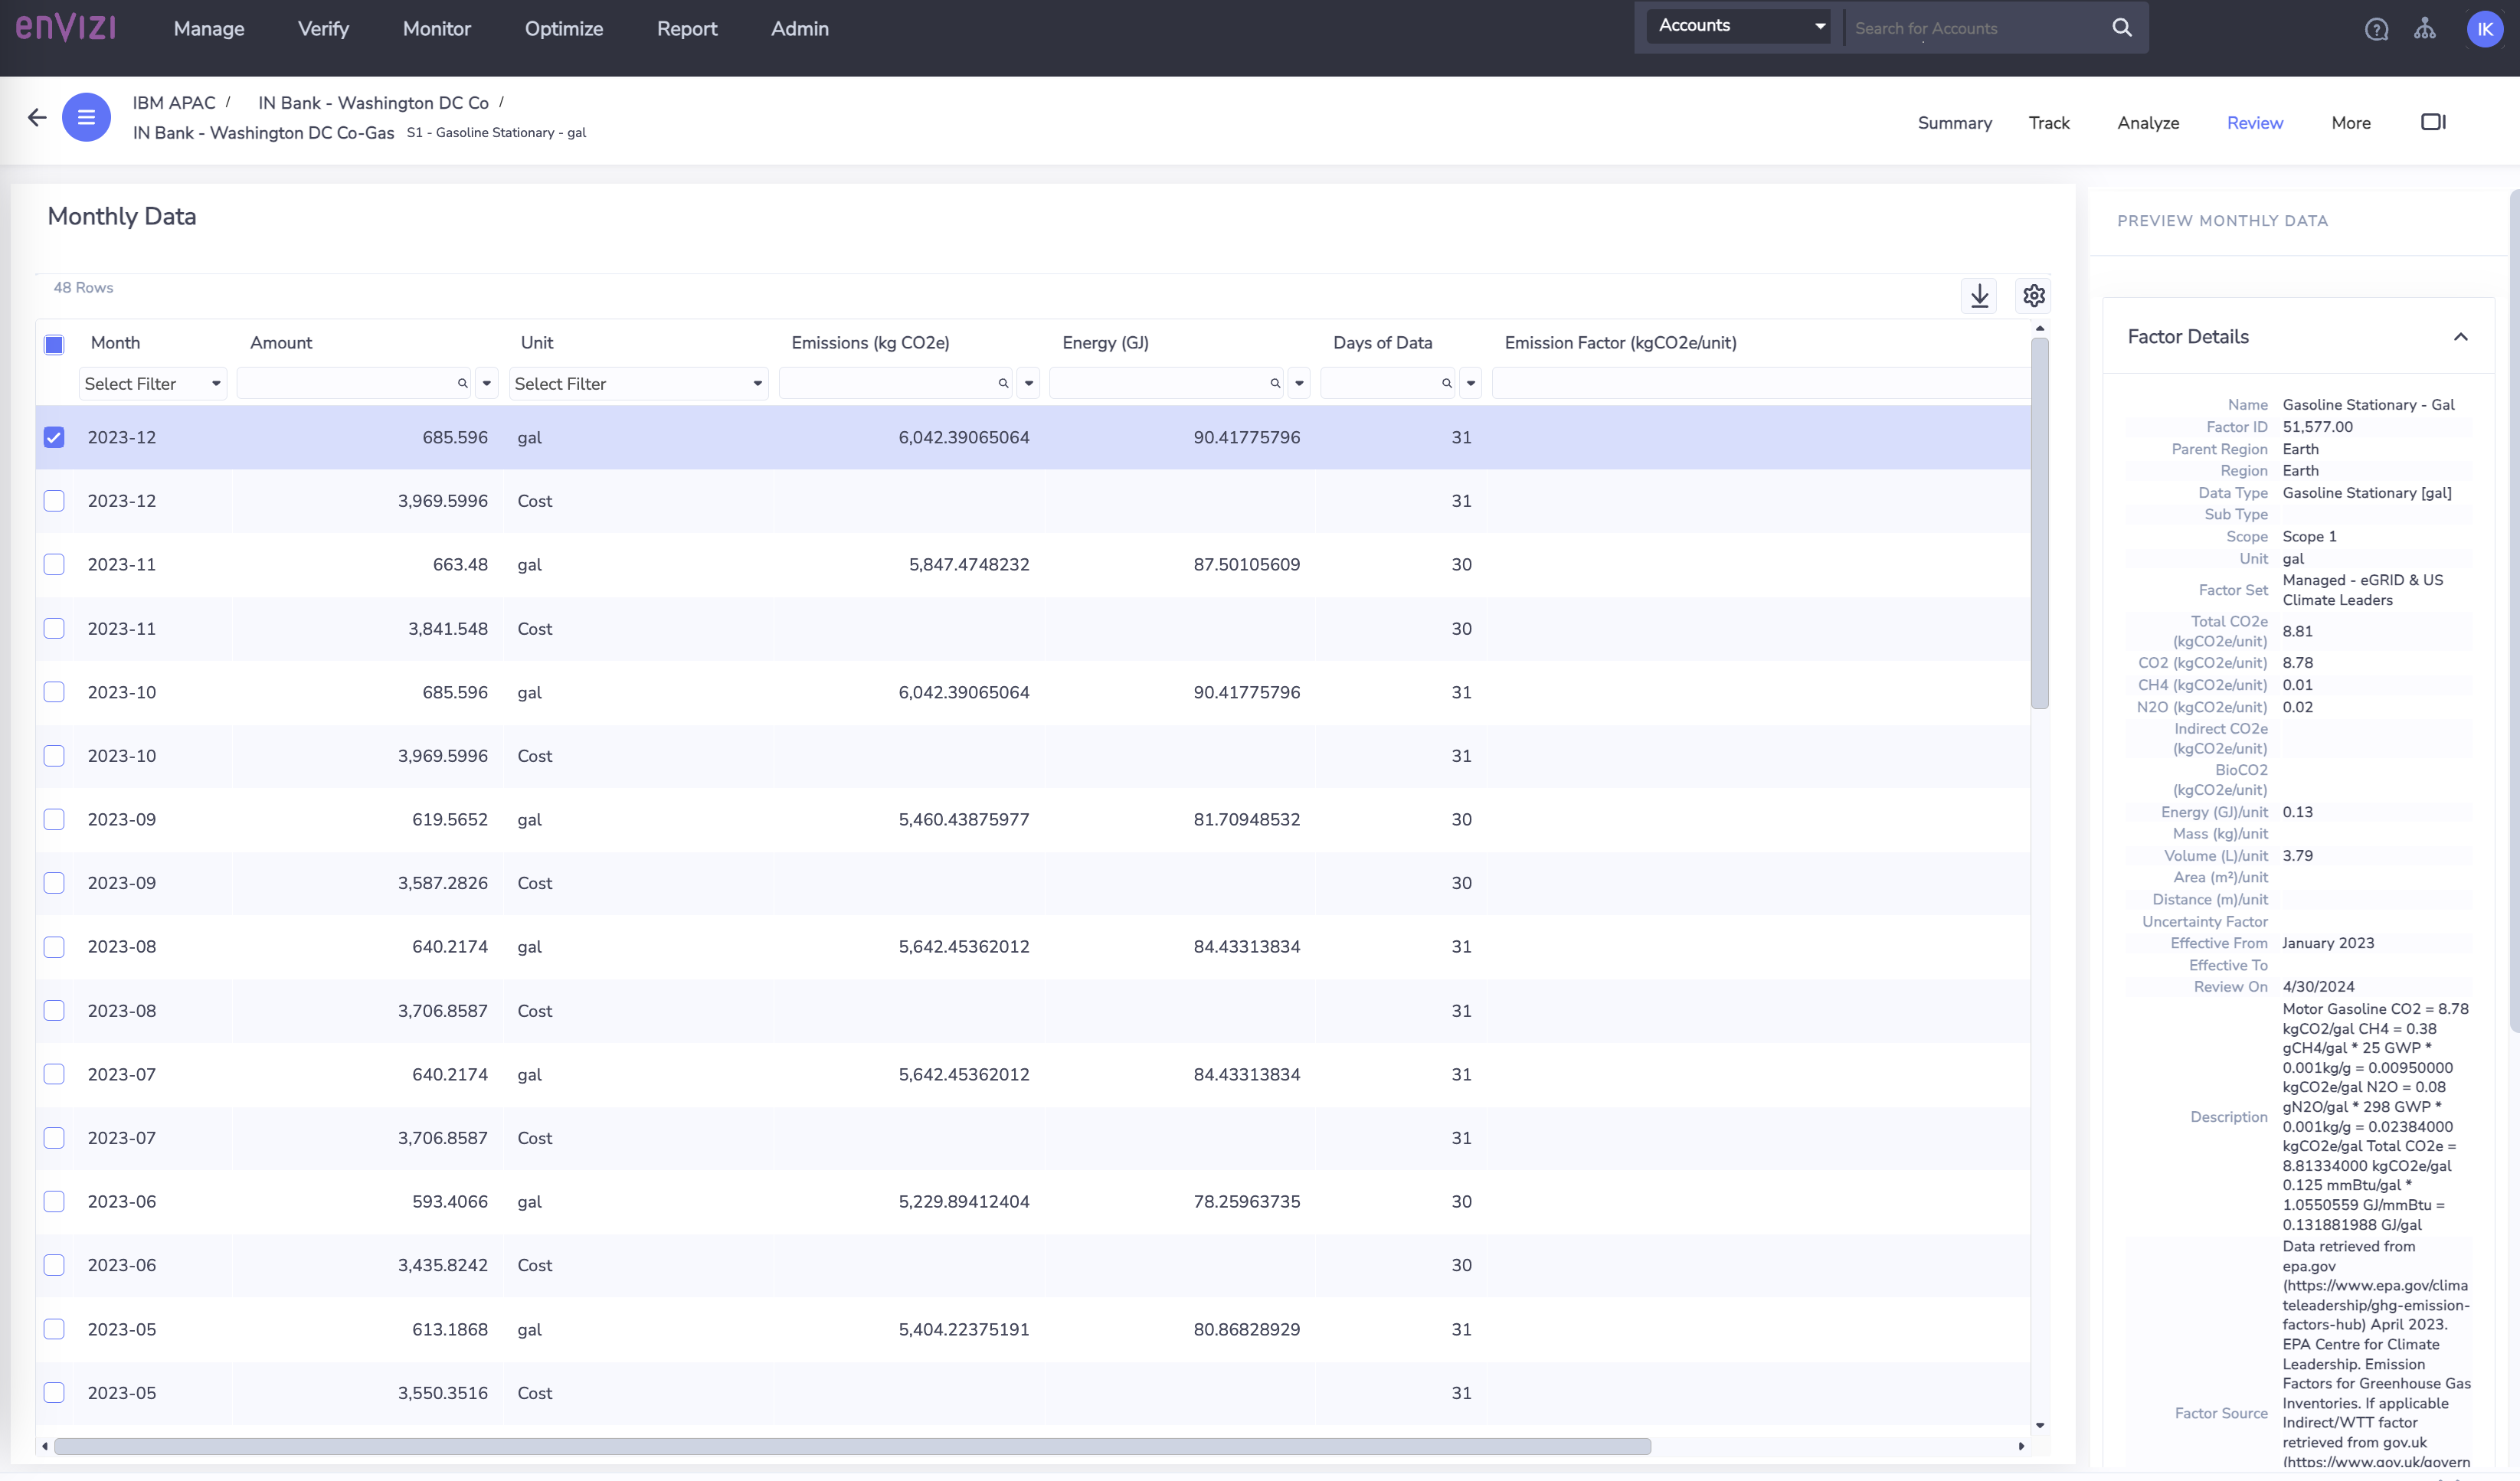 enVizi Manage Verify Monitor Optimize Report Admin Accounts Search for Accounts IK
IBM APAC / IN Bank - Washington DC Co /
IN Bank - Washington DC Co-Gas S1 - Gasoline Stationary - gal
Summary Track Analyze Review More
Monthly Data
48 Rows
Month Amount Unit Emissions (kg CO2e) Energy (GJ) Days of Data Emission Factor (kgCO2e/unit)
Select Filter Select Filter
2023-12 685.596 gal 6,042.39065064 90.41775796 31
2023-12 3,969.5996 Cost 31
2023-11 663.48 gal 5,847.4748232 87.50105609 30
2023-11 3,841.548 Cost 30
2023-10 685.596 gal 6,042.39065064 90.41775796 31
2023-10 3,969.5996 Cost 31
2023-09 619.5652 gal 5,460.43875977 81.70948532 30
2023-09 3,587.2826 Cost 30
2023-08 640.2174 gal 5,642.45362012 84.43313834 31
2023-08 3,706.8587 Cost 31
2023-07 640.2174 gal 5,642.45362012 84.43313834 31
2023-07 3,706.8587 Cost 31
2023-06 593.4066 gal 5,229.89412404 78.25963735 30
2023-06 3,435.8242 Cost 30
2023-05 613.1868 gal 5,404.22375191 80.86828929 31
2023-05 3,550.3516 Cost 31
PREVIEW MONTHLY DATA
Factor Details
Name Gasoline Stationary - Gal
Factor ID 51,577.00
Parent Region Earth
Region Earth
Data Type Gasoline Stationary [gal]
Sub Type
Scope Scope 1
Unit gal
Factor Set Managed - eGRID & US
Climate Leaders
Total CO2e
(kgCO2e/unit) 8.81
CO2 (kgCO2e/unit) 8.78
CH4 (kgCO2e/unit) 0.01
N2O (kgCO2e/unit) 0.02
Indirect CO2e
(kgCO2e/unit)
BioCO2
(kgCO2e/unit)
Energy (GJ)/unit 0.13
Mass (kg)/unit
Volume (L)/unit 3.79
Area (m²)/unit
Distance (m)/unit
Uncertainty Factor
Effective From January 2023
Effective To
Review On 4/30/2024
Description
Motor Gasoline CO2 = 8.78
kgCO2/gal CH4 = 0.38
gCH4/gal * 25 GWP *
0.001kg/g = 0.00950000
kgCO2e/gal N2O = 0.08
gN2O/gal * 298 GWP *
0.001kg/g = 0.02384000
kgCO2e/gal Total CO2e =
8.81334000 kgCO2e/gal
0.125 mmBtu/gal *
1.0550559 GJ/mmBtu =
0.131881988 GJ/gal
Factor Source
Data retrieved from
epa.gov
(https://www.epa.gov/clima
teleadership/ghg-emission-
factors-hub) April 2023.
EPA Centre for Climate
Leadership. Emission
Factors for Greenhouse Gas
Inventories. If applicable
Indirect/WTT factor
retrieved from gov.uk
(https://www.gov.uk/govern